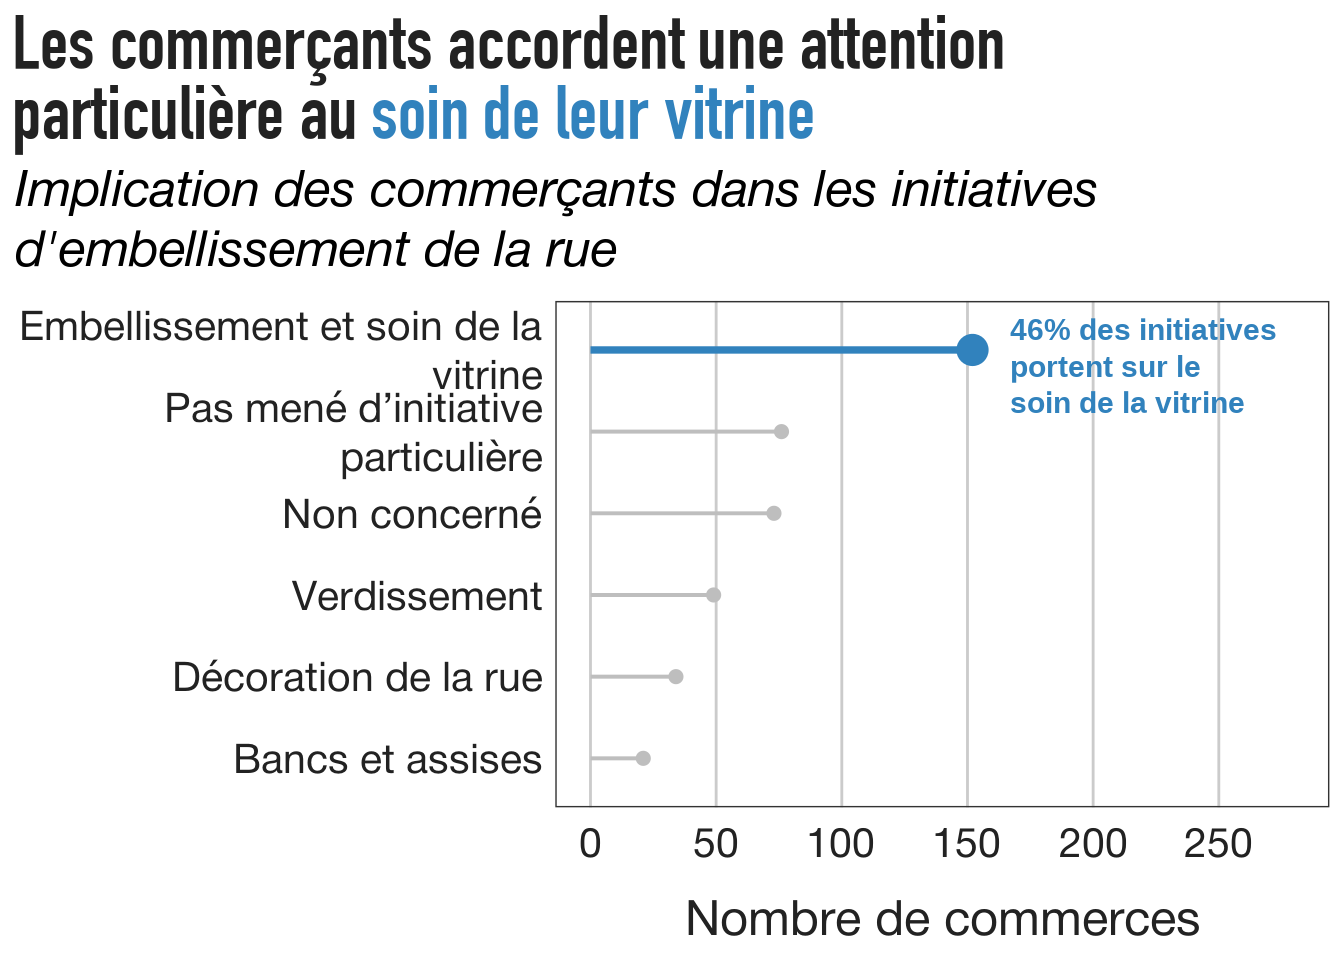 Les commerçants accordent une attention
particulière au soin de leur vitrine
Implication des commerçants dans les initiatives
d'embellissement de la rue
Embellissement et soin de la
vitrine
Pas mené d’initiative
particulière
Non concerné
Verdissement
Décoration de la rue
Bancs et assises
46% des initiatives
portent sur le
soin de la vitrine
0 50 100 150 200 250
Nombre de commerces